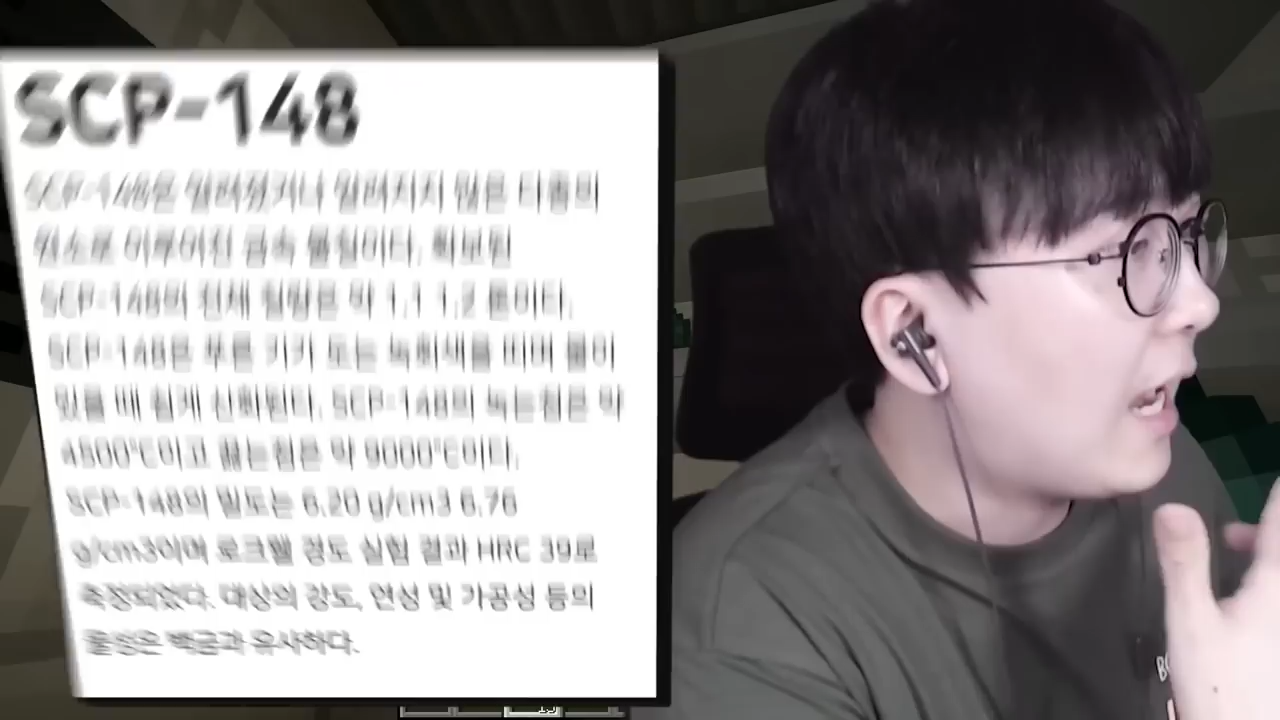 SCP-148
SCP-148은 알려졌거나 알려지지 않은 다종의
원소로 이루어진 금속 물질이다. 확보된
SCP-148의 전체 질량은 약 1.1 1.2 톤이다.
SCP-148은 푸른 기가 도는 녹회색을 띠며 물이
있을 때 쉽게 산화된다. SCP-148의 녹는점은 약
4500℃이고 끓는점은 약 9000℃이다.
SCP-148의 밀도는 6.20 g/cm3 6.76
g/cm3이며 로크웰 경도 실험 결과 HRC 39로
측정되었다. 대상의 강도, 연성 및 가공성 등의
물성은 백금과 유사하다.